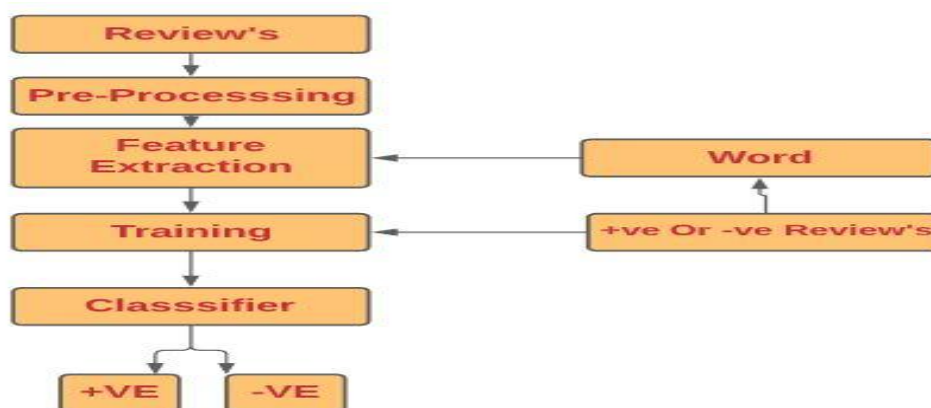 Review's
Pre-Processsing
Feature
Extraction
Word
Training
+ve Or -ve Review's
Classsifier
+VE
-VE